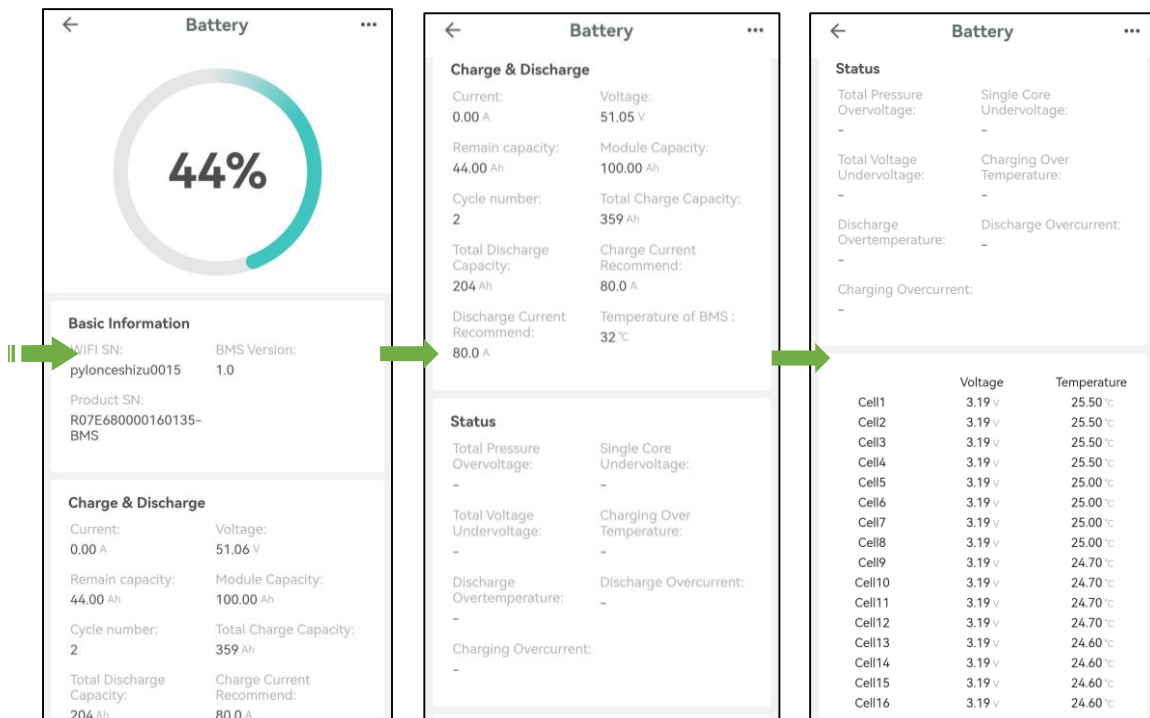 Battery
44%
Basic Information
WIFI SN:
BMS Version:
pylonceshizu0015
1.0
Product SN:
R07E680000160135-
BMS
Charge & Discharge
Current:
Voltage:
0.00 A
51.06 V
Remain capacity:
Module Capacity:
44.00 Ah
100.00 Ah
Cycle number:
Total Charge Capacity:
2
359 Ah
Total Discharge
Capacity:
Charge Current
Recommend:
204 Ah
80.0 A
Battery
Charge & Discharge
Current:
Voltage:
0.00 A
51.05 V
Remain capacity:
Module Capacity:
44.00 Ah
100.00 Ah
Cycle number:
Total Charge Capacity:
2
359 Ah
Total Discharge
Capacity:
Charge Current
Recommend:
204 Ah
80.0 A
Discharge Current
Recommend:
Temperature of BMS :
80.0 A
32 °C
Status
Total Pressure
Overvoltage:
Single Core
Undervoltage:
-
-
Total Voltage
Undervoltage:
Charging Over
Temperature:
-
-
Discharge
Overtemperature:
Discharge Overcurrent:
-
-
Charging Overcurrent:
-
Battery
Status
Total Pressure
Overvoltage:
Single Core
Undervoltage:
-
-
Total Voltage
Undervoltage:
Charging Over
Temperature:
-
-
Discharge
Overtemperature:
Discharge Overcurrent:
-
-
Charging Overcurrent:
-
Voltage Temperature
Cell1 3.19 V 25.50 °C
Cell2 3.19 V 25.50 °C
Cell3 3.19 V 25.50 °C
Cell4 3.19 V 25.50 °C
Cell5 3.19 V 25.00 °C
Cell6 3.19 V 25.00 °C
Cell7 3.19 V 25.00 °C
Cell8 3.19 V 25.00 °C
Cell9 3.19 V 24.70 °C
Cell10 3.19 V 24.70 °C
Cell11 3.19 V 24.70 °C
Cell12 3.19 V 24.70 °C
Cell13 3.19 V 24.60 °C
Cell14 3.19 V 24.60 °C
Cell15 3.19 V 24.60 °C
Cell16 3.19 V 24.60 °C